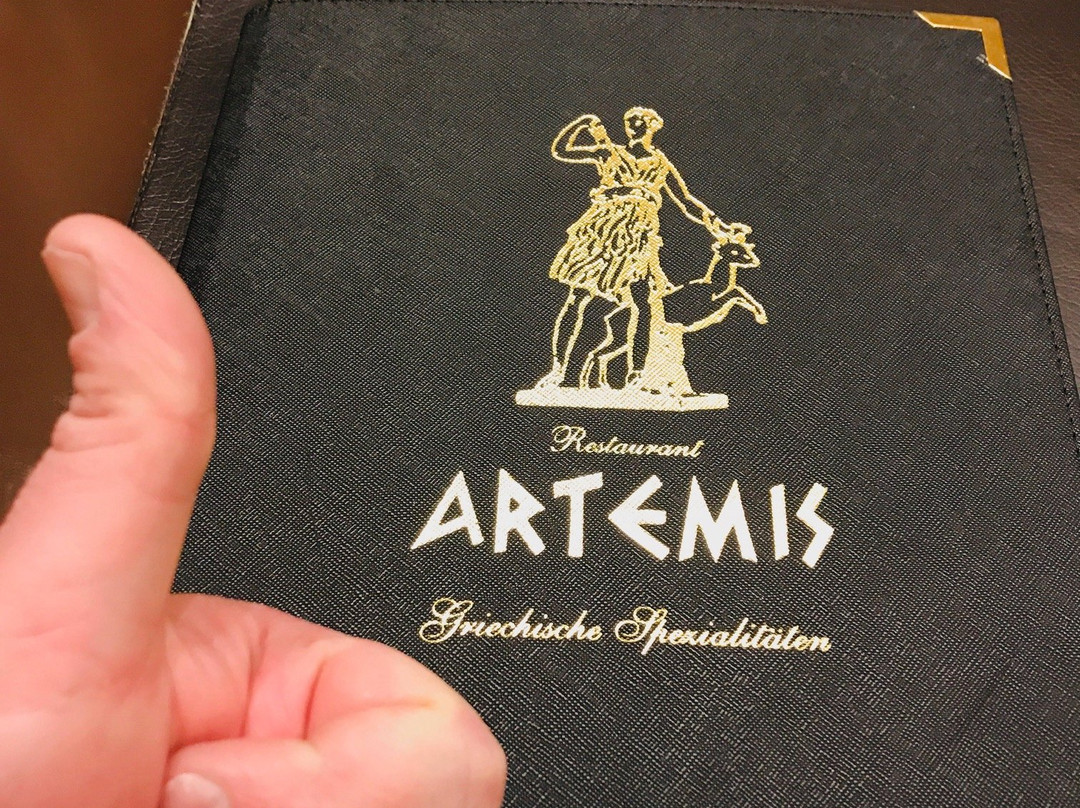 Restaurant
ARTEMIS
Griechische Spezialitäten